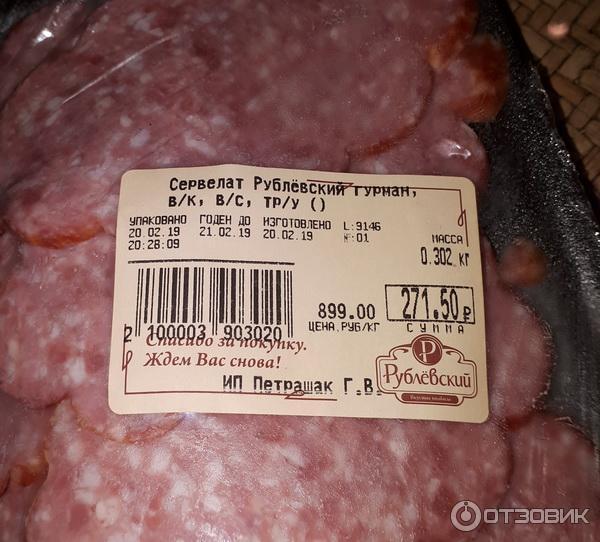 Сервелат Рублёвский Гурман,
в/к, в/с, тр/у ()
УПАКОВАНО ГОДЕН ДО ИЗГОТОВЛЕНО L:9146
20.02.19 21.02.19 20.02.19 №:01
20:28:09
МАССА
0.302 кг
899.00
ЦЕНА, РУБ/КГ
271.50 ₽
СУММА
2 100003 903020
Спасибо за покупку.
Ждем Вас снова!
ИП Петрашак Г.В.
Р
Рублёвский
ОТЗОВИК